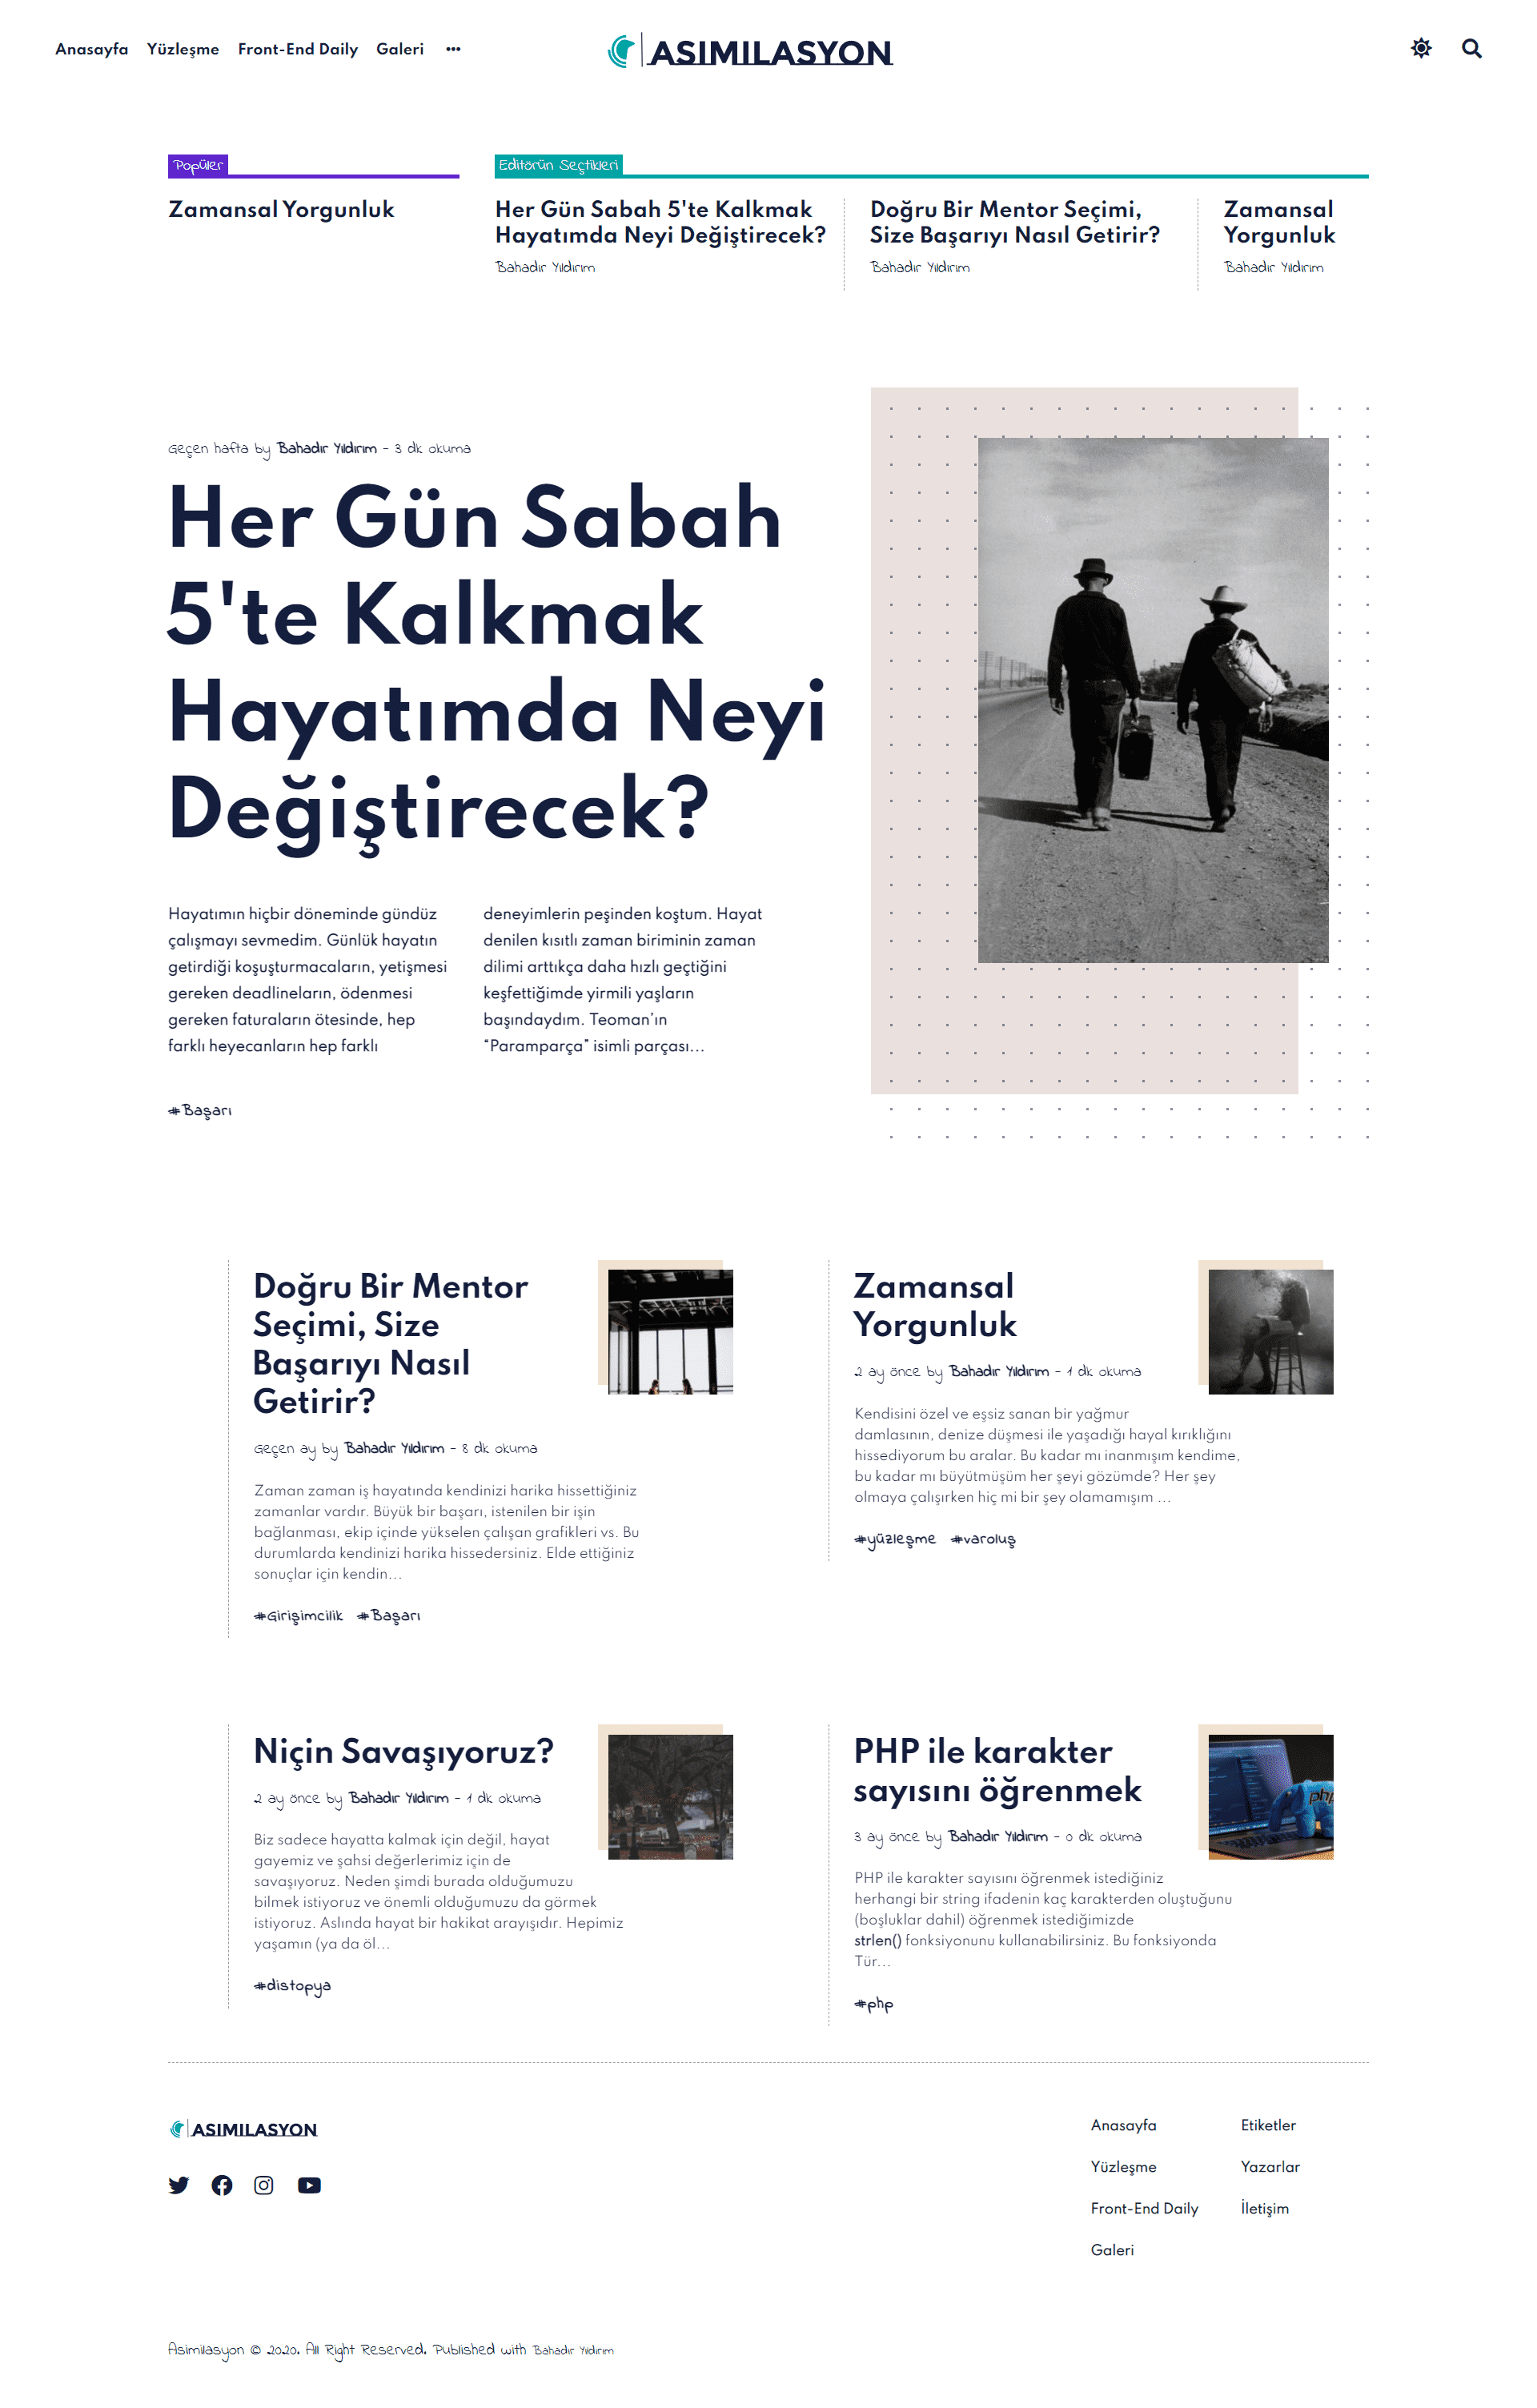 Anasayfa Yüzleşme Front-End Daily Galeri •••
ASIMILASYON
Popüler
Zamansal Yorgunluk
Editörün Seçtikleri
Her Gün Sabah 5'te Kalkmak
Hayatımda Neyi Değiştirecek?
Bahadır Yıldırım
Doğru Bir Mentor Seçimi,
Size Başarıyı Nasıl Getirir?
Bahadır Yıldırım
Zamansal
Yorgunluk
Bahadır Yıldırım
Geçen hafta by Bahadır Yıldırım - 3 dk okuma
Her Gün Sabah
5'te Kalkmak
Hayatımda Neyi
Değiştirecek?
Hayatımın hiçbir döneminde gündüz
çalışmayı sevmedim. Günlük hayatın
getirdiği koşuşturmacaların, yetişmesi
gereken deadlineların, ödenmesi
gereken faturaların ötesinde, hep
farklı heyecanların hep farklı
deneyimlerin peşinden koştum. Hayat
denilen kısıtlı zaman biriminin zaman
dilimi arttıkça daha hızlı geçtiğini
keşfettiğimde yirmili yaşların
başındaydım. Teoman’ın
“Paramparça” isimli parçası...
#Başarı
Doğru Bir Mentor
Seçimi, Size
Başarıyı Nasıl
Getirir?
Geçen ay by Bahadır Yıldırım - 8 dk okuma
Zaman zaman iş hayatında kendinizi harika hissettiğiniz
zamanlar vardır. Büyük bir başarı, istenilen bir işin
bağlanması, ekip içinde yükselen çalışan grafikleri vs. Bu
durumlarda kendinizi harika hissedersiniz. Elde ettiğiniz
sonuçlar için kendin...
#Girişimcilik #Başarı
Zamansal
Yorgunluk
2 ay önce by Bahadır Yıldırım - 1 dk okuma
Kendisini özel ve eşsiz sanan bir yağmur
damlasının, denize düşmesi ile yaşadığı hayal kırıklığını
hissediyorum bu aralar. Bu kadar mı inanmışım kendime,
bu kadar mı büyütmüşüm her şeyi gözümde? Her şey
olmaya çalışırken hiç mi bir şey olamamışım ...
#yüzleşme #varoluş
Niçin Savaşıyoruz?
2 ay önce by Bahadır Yıldırım - 1 dk okuma
Biz sadece hayatta kalmak için değil, hayat
gayemiz ve şahsi değerlerimiz için de
savaşıyoruz. Neden şimdi burada olduğumuzu
bilmek istiyoruz ve önemli olduğumuzu da görmek
istiyoruz. Aslında hayat bir hakikat arayışıdır. Hepimiz
yaşamın (ya da öl...
#distopya
PHP ile karakter
sayısını öğrenmek
3 ay önce by Bahadır Yıldırım - 0 dk okuma
PHP ile karakter sayısını öğrenmek istediğiniz
herhangi bir string ifadenin kaç karakterden oluştuğunu
(boşluklar dahil) öğrenmek istediğimizde
strlen() fonksiyonunu kullanabilirsiniz. Bu fonksiyonda
Tür...
#php
php
ASIMILASYON
Anasayfa
Yüzleşme
Front-End Daily
Galeri
Etiketler
Yazarlar
İletişim
Asimilasyon © 2020. All Right Reserved. Published with Bahadır Yıldırım